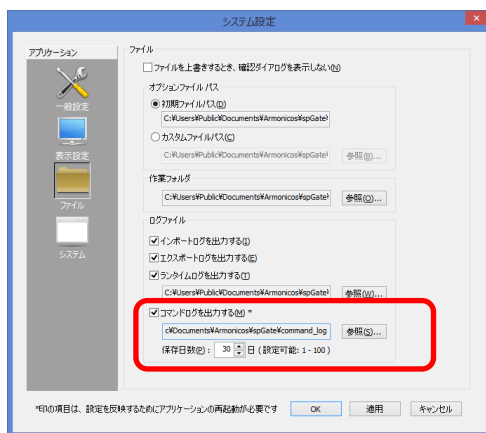 システム設定
アプリケーション
一般設定
表示設定
ファイル
システム
ファイル
ファイルを上書きするとき、確認ダイアログを表示しない(N)
オプションファイル パス
初期ファイルパス(D)
C:¥Users¥Public¥Documents¥Armonicos¥spGate¥
カスタムファイルパス(C)
C:¥Users¥Public¥Documents¥Armonicos¥spGate¥ 参照(B)...
作業フォルダ
C:¥Users¥Public¥Documents¥Armonicos¥spGate¥ 参照(O)...
ログファイル
インポートログを出力する(I)
エクスポートログを出力する(E)
ランタイムログを出力する(T)
C:¥Users¥Public¥Documents¥Armonicos¥spGate¥ 参照(W)...
コマンドログを出力する(M) *
c¥Documents¥Armonicos¥spGate¥command_log 参照(S)...
保存日数(P): 30 日 ( 設定可能: 1 - 100 )
*印の項目は、設定を反映するためにアプリケーションの再起動が必要です OK 適用 キャンセル